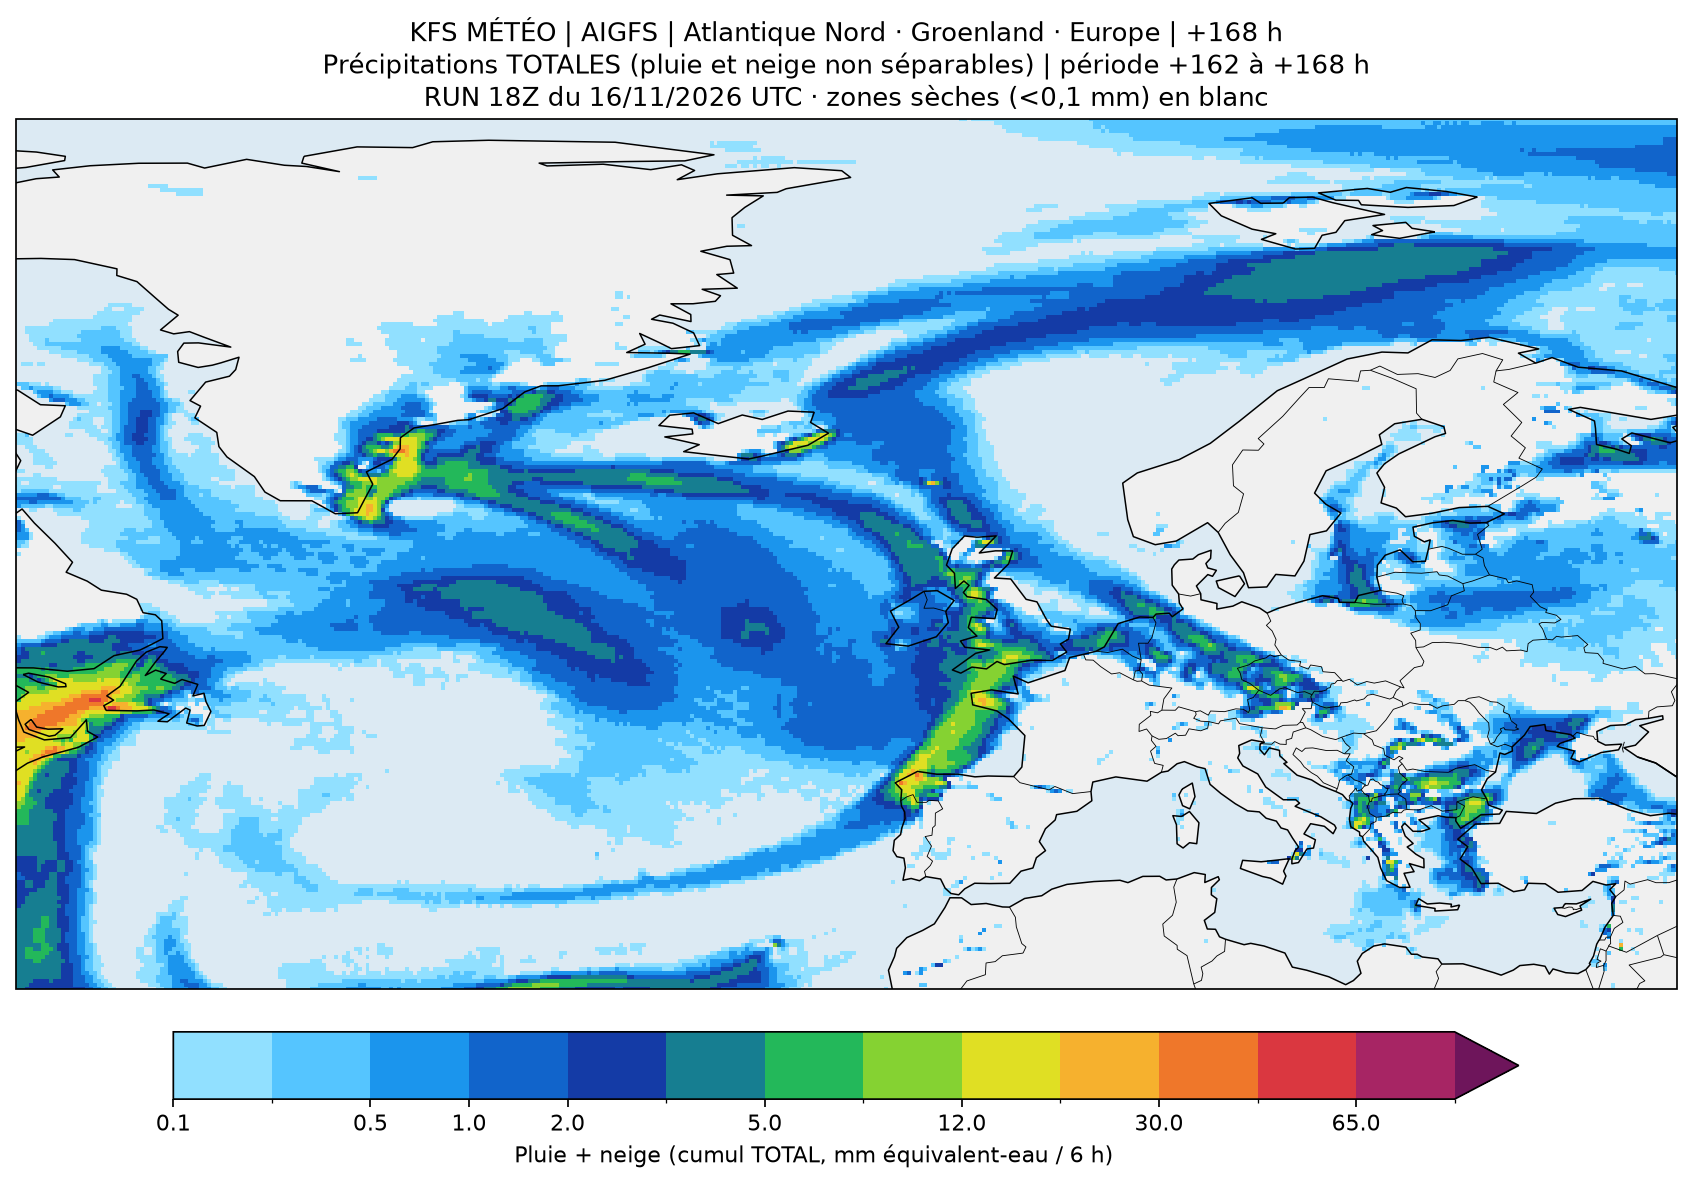 KFS MÉTÉO | AIGFS | Atlantique Nord · Groenland · Europe | +168 h
Précipitations TOTALES (pluie et neige non séparables) | période +162 à +168 h
RUN 18Z du 16/11/2026 UTC · zones sèches (<0,1 mm) en blanc
0.1 0.5 1.0 2.0 5.0 12.0 30.0 65.0
Pluie + neige (cumul TOTAL, mm équivalent-eau / 6 h)